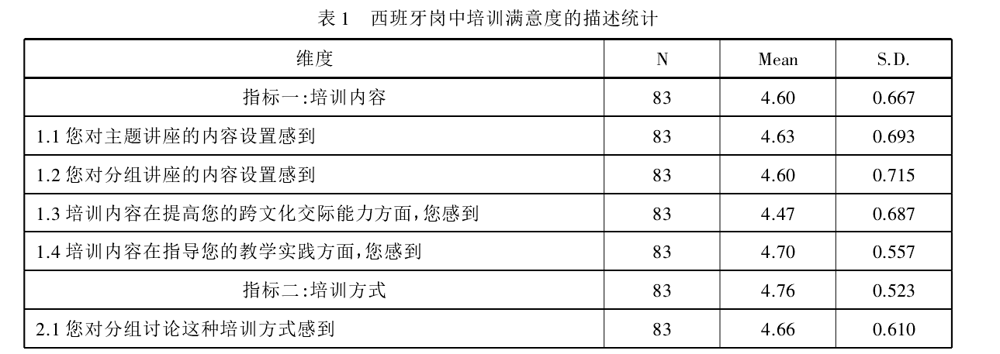 表 1 西班牙岗中培训满意度的描述统计
维度 N Mean S.D.
指标一:培训内容 83 4.60 0.667
1.1 您对主题讲座的内容设置感到 83 4.63 0.693
1.2 您对分组讲座的内容设置感到 83 4.60 0.715
1.3 培训内容在提高您的跨文化交际能力方面,您感到 83 4.47 0.687
1.4 培训内容在指导您的教学实践方面,您感到 83 4.70 0.557
指标二:培训方式 83 4.76 0.523
2.1 您对分组讨论这种培训方式感到 83 4.66 0.610